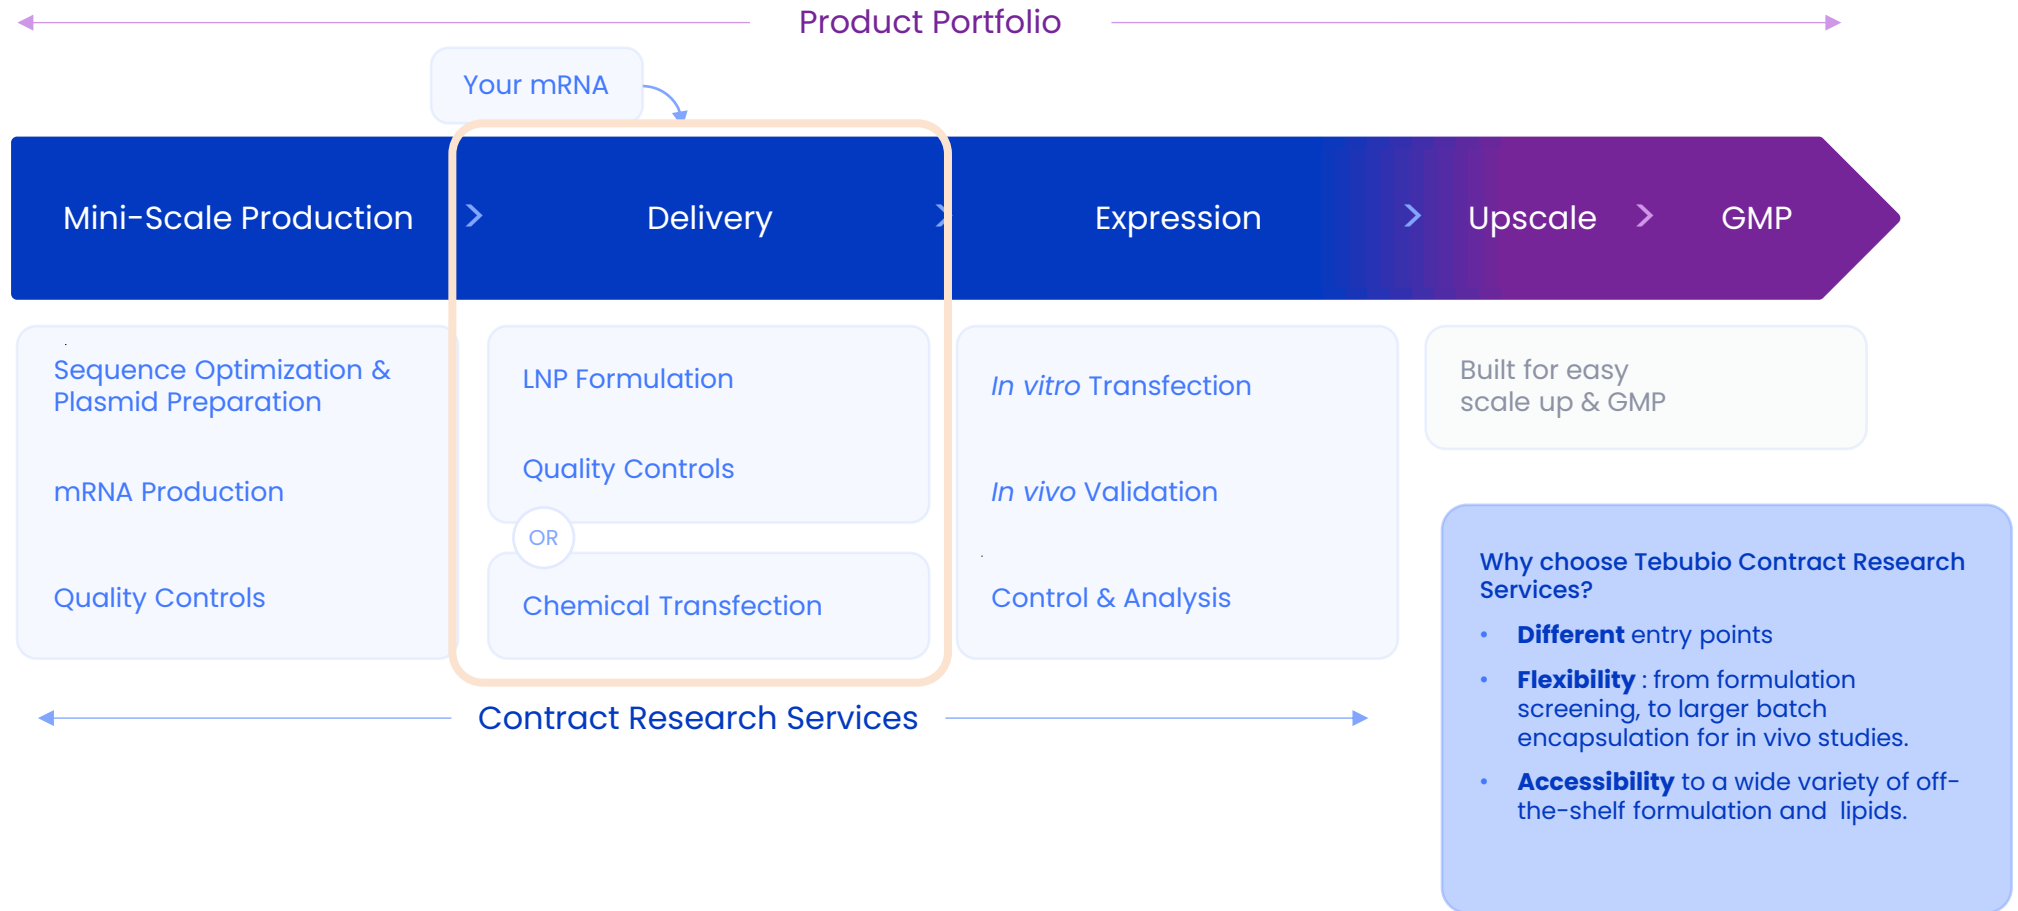 Product Portfolio
Your mRNA
Mini-Scale Production
>
Delivery
>
Expression
>
Upscale
>
GMP
Sequence Optimization &
Plasmid Preparation
mRNA Production
Quality Controls
LNP Formulation
Quality Controls
OR
Chemical Transfection
In vitro Transfection
In vivo Validation
Control & Analysis
Built for easy
scale up & GMP
Contract Research Services
Why choose Tebubio Contract Research
Services?
• Different entry points
• Flexibility : from formulation
screening, to larger batch
encapsulation for in vivo studies.
• Accessibility to a wide variety of off-
the-shelf formulation and  lipids.